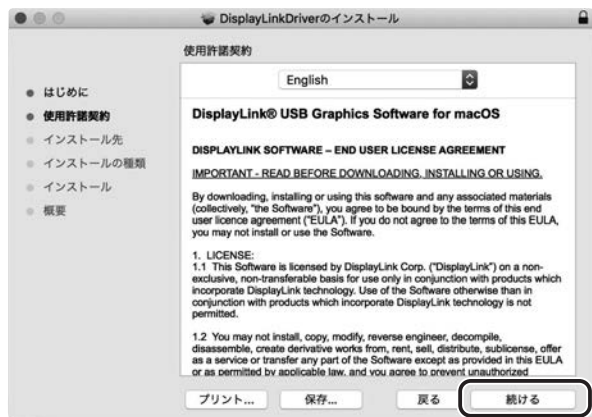 DisplayLinkDriverのインストール
使用許諾契約
English
はじめに
使用許諾契約
インストール先
インストールの種類
インストール
概要
DisplayLink® USB Graphics Software for macOS
DISPLAYLINK SOFTWARE – END USER LICENSE AGREEMENT
IMPORTANT - READ BEFORE DOWNLOADING, INSTALLING OR USING.
By downloading, installing or using this software and any associated materials
(collectively, "the Software"), you agree to be bound by the terms of this end
user licence agreement ("EULA"). If you do not agree to the terms of this EULA,
you may not install or use the Software.
1. LICENSE:
1.1 This Software is licensed by DisplayLink Corp. ("DisplayLink") on a non-
exclusive, non-transferable basis for use only in conjunction with products which
incorporate DisplayLink technology. Use of the Software otherwise than in
conjunction with products which incorporate DisplayLink technology is not
permitted.
1.2 You may not install, copy, modify, reverse engineer, decompile,
disassemble, create derivative works from, rent, sell, distribute, sublicense, offer
as a service or transfer any part of the Software except as provided in this EULA
or as permitted by applicable law, and you agree to prevent unauthorized
プリント... 保存... 戻る 続ける